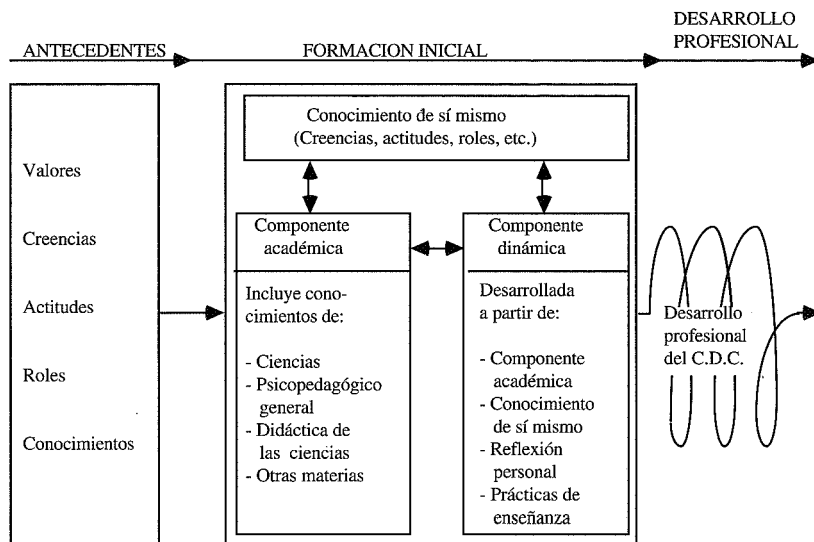 ANTECEDENTES
FORMACION INICIAL
DESARROLLO
PROFESIONAL
Valores
Creencias
Actitudes
Roles
Conocimientos
Conocimiento de sí mismo
(Creencias, actitudes, roles, etc.)
Componente
académica
Incluye cono-
cimientos de:
- Ciencias
- Psicopedagógico
general
- Didáctica de
las ciencias
- Otras materias
Componente
dinámica
Desarrollada
a partir de:
- Componente
académica
- Conocimiento
de sí mismo
- Reflexión
personal
- Prácticas de
enseñanza
Desarrollo
profesional
del C.D.C.